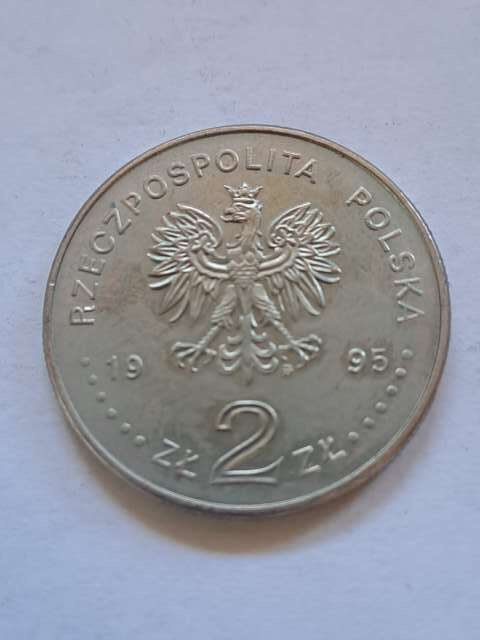 RZECZPOSPOLITA POLSKA
19 95
ZŁ 2 ZŁ